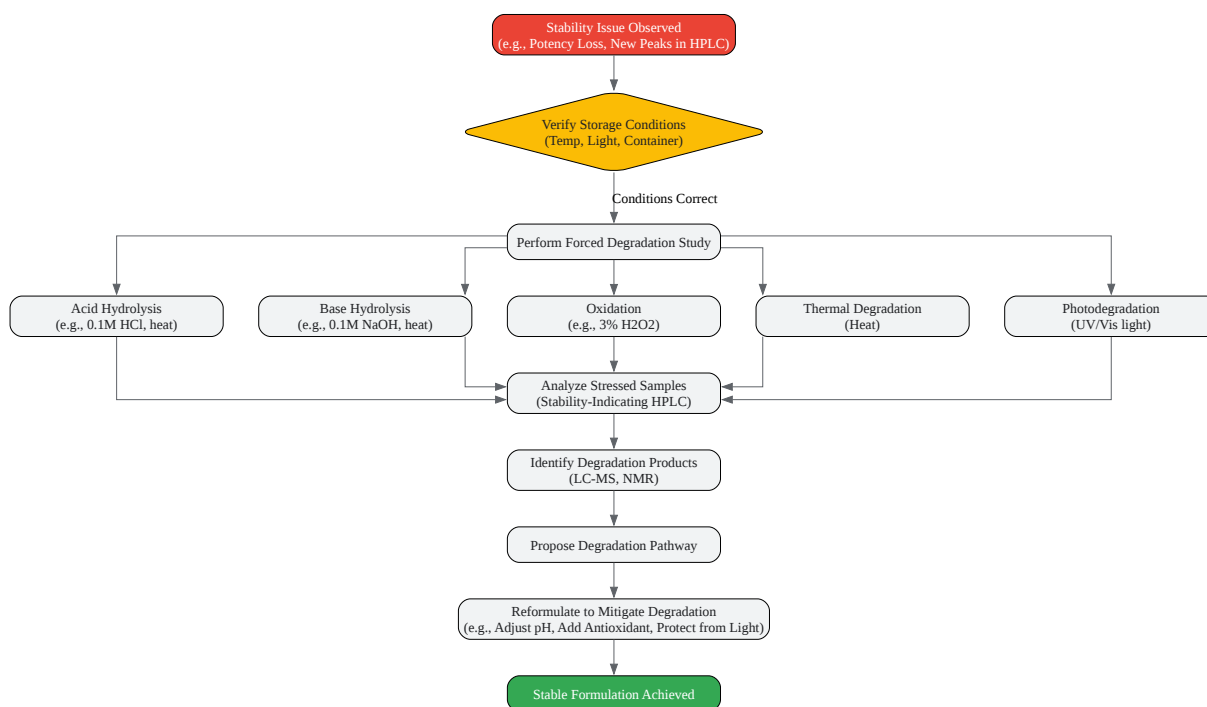 Stability Issue Observed
(e.g., Potency Loss, New Peaks in HPLC)
Verify Storage Conditions
(Temp, Light, Container)
Conditions Correct
Perform Forced Degradation Study
Acid Hydrolysis
(e.g., 0.1M HCl, heat)
Base Hydrolysis
(e.g., 0.1M NaOH, heat)
Oxidation
(e.g., 3% H2O2)
Thermal Degradation
(Heat)
Photodegradation
(UV/Vis light)
Analyze Stressed Samples
(Stability-Indicating HPLC)
Identify Degradation Products
(LC-MS, NMR)
Propose Degradation Pathway
Reformulate to Mitigate Degradation
(e.g., Adjust pH, Add Antioxidant, Protect from Light)
Stable Formulation Achieved